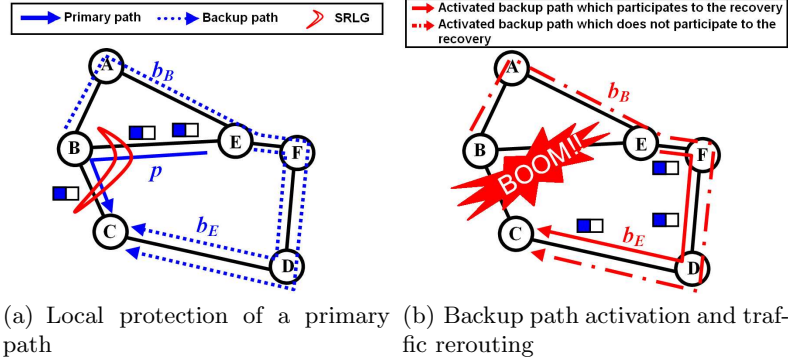 Primary path
Backup path
SRLG
A
b_B
B
E
F
p
C
b_E
D
(a) Local protection of a primary
path
Activated backup path which participates to the recovery
Activated backup path which does not participate to the
recovery
A
b_B
B
E
F
BOOM!!
C
b_E
D
(b) Backup path activation and traf-
fic rerouting